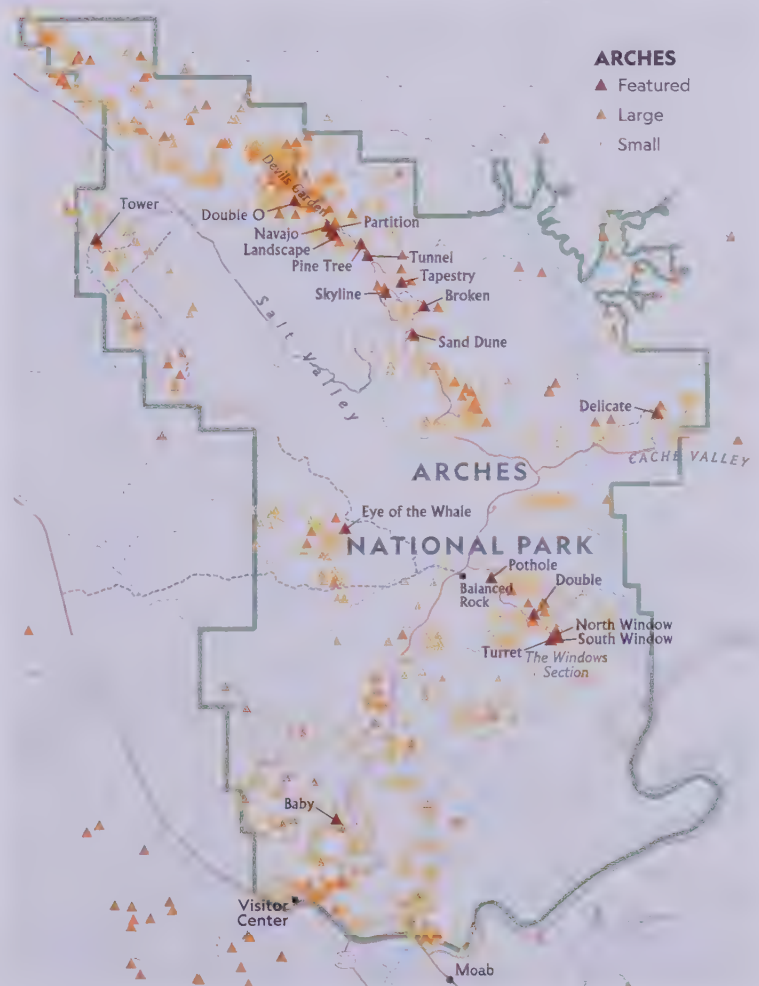 ARCHES
Featured
Large
Small
Devils Garden
Tower
Double O
Partition
Navajo
Landscape
Pine Tree
Tunnel
Tapestry
Skyline
Broken
Sand Dune
Salt Valley
Delicate
CACHE VALLEY
ARCHES
Eye of the Whale
NATIONAL PARK
Pothole
Balanced
Rock
Double
North Window
South Window
Turret
The Windows
Section
Baby
Visitor
Center
Moab